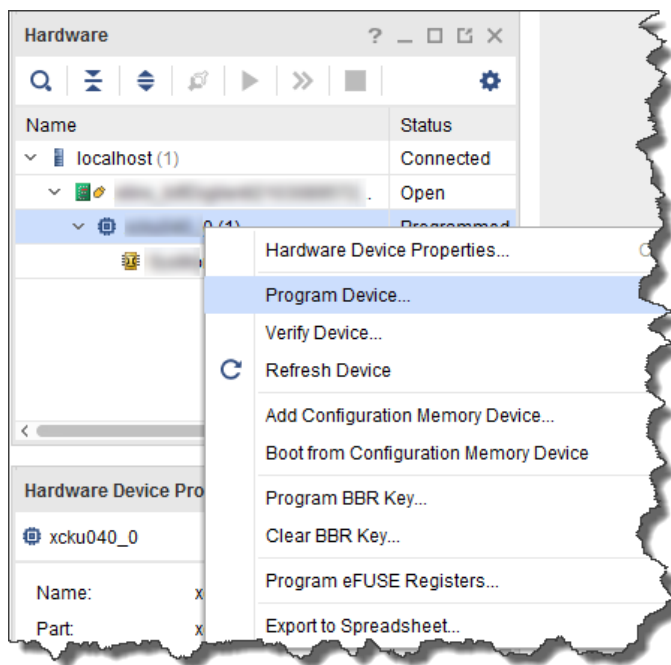 Hardware ? _ □ X
Name Status
localhost (1) Connected
. Open
0 (1) Programmed
Hardware Device Properties...
Program Device...
Verify Device...
Refresh Device
Add Configuration Memory Device...
Boot from Configuration Memory Device
Program BBR Key...
Clear BBR Key...
Program eFUSE Registers...
Export to Spreadsheet...
Hardware Device Pro
xcku040_0
Name: x
Part: x